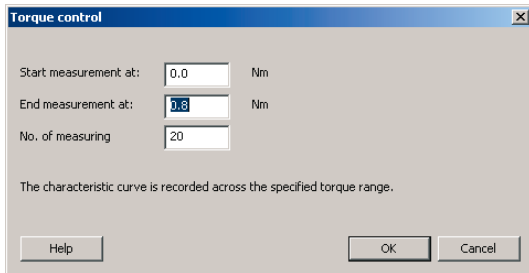 Torque control
Start measurement at: 0.0 Nm
End measurement at: 0.8 Nm
No. of measuring 20
The characteristic curve is recorded across the specified torque range.
Help OK Cancel